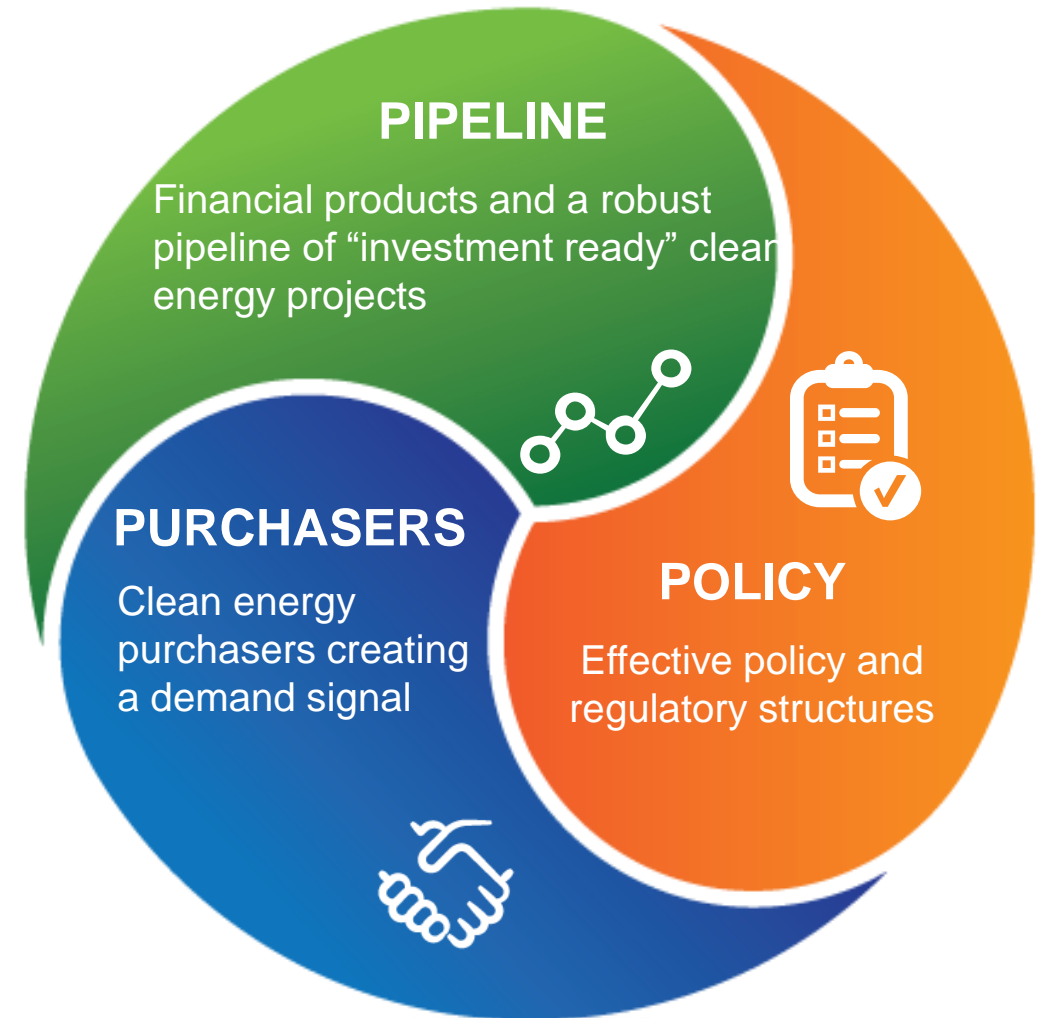 PIPELINE
Financial products and a robust
pipeline of “investment ready” clean
energy projects
PURCHASERS
Clean energy
purchasers creating
a demand signal
POLICY
Effective policy and
regulatory structures